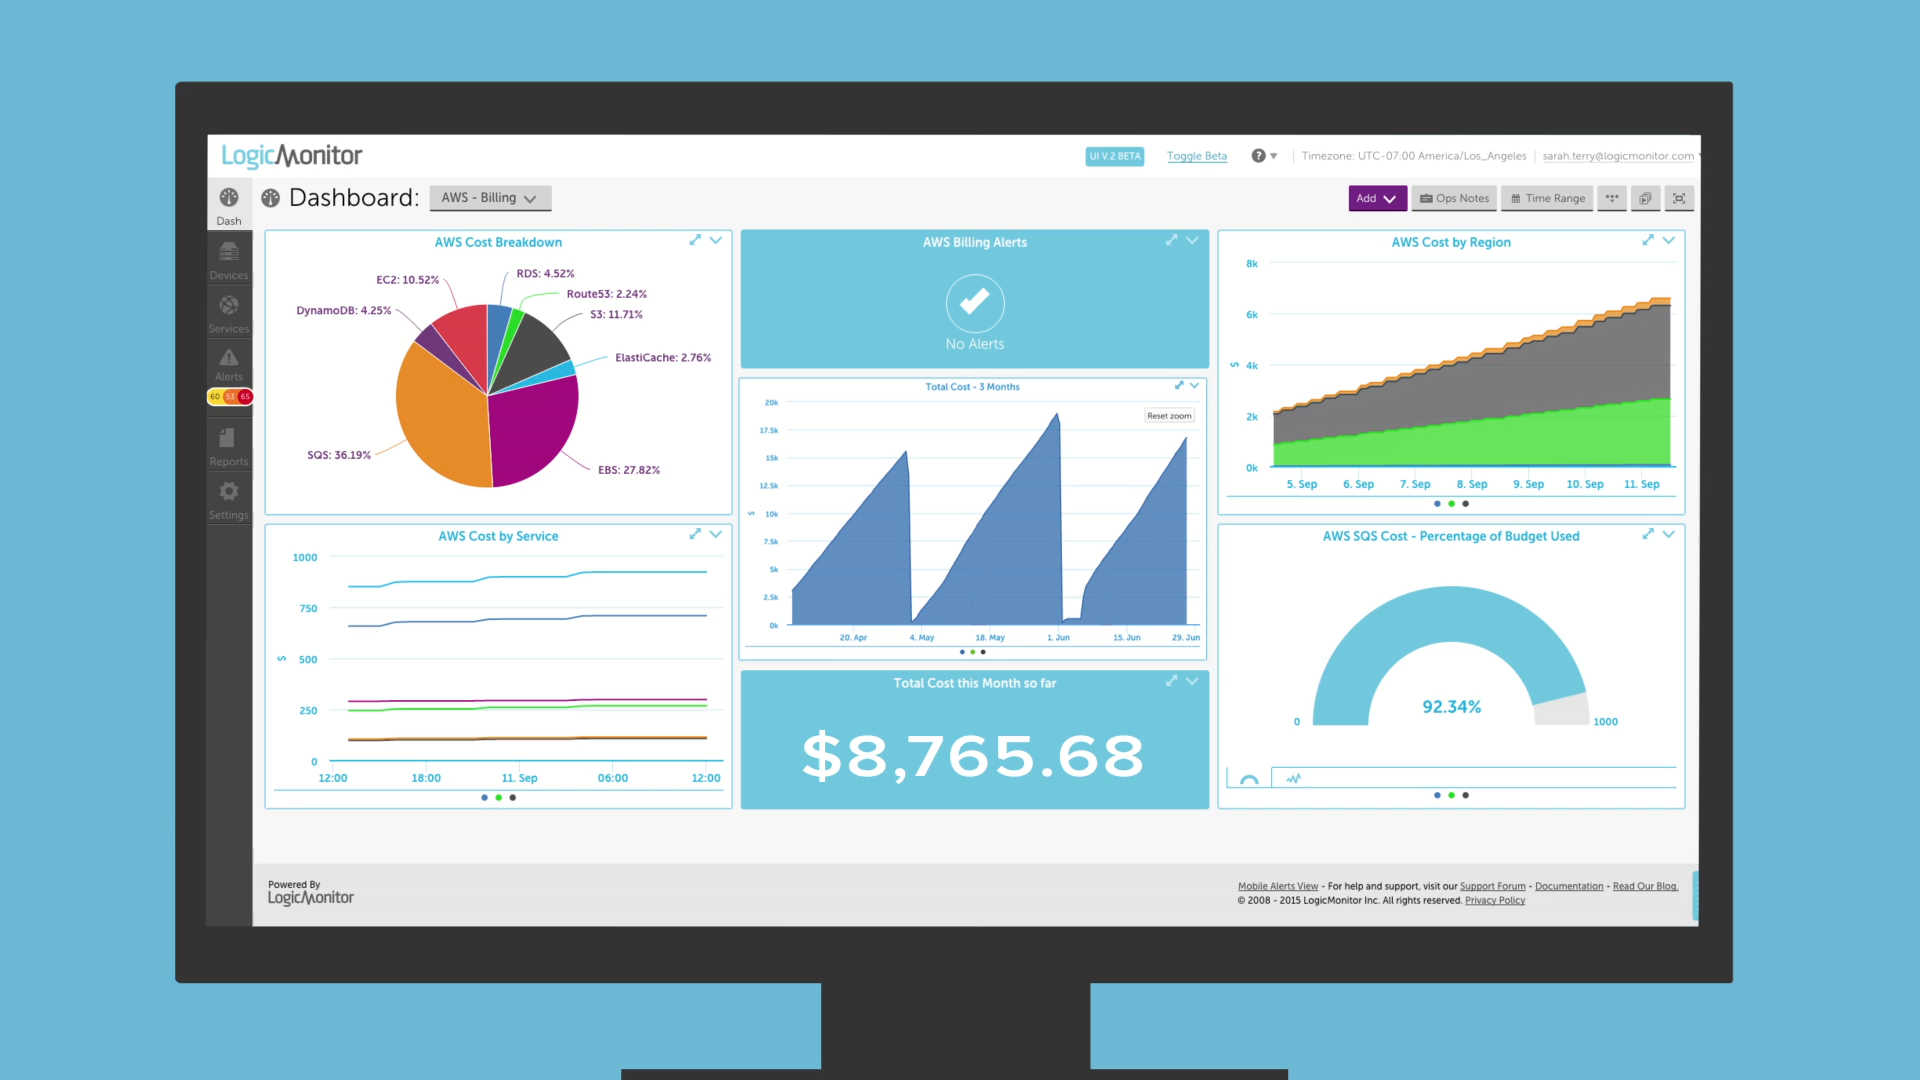 LogicMonitor
UI V.2 BETA
Toggle Beta
?
Timezone: UTC-07:00 America/Los_Angeles
sarah.terry@logicmonitor.com
Dash
Devices
Services
Alerts
60 53 65
Reports
Settings
Dashboard:
AWS - Billing
Add
Ops Notes
Time Range
AWS Cost Breakdown
RDS: 4.52%
EC2: 10.52%
Route53: 2.24%
DynamoDB: 4.25%
S3: 11.71%
ElastiCache: 2.76%
SQS: 36.19%
EBS: 27.82%
AWS Billing Alerts
No Alerts
AWS Cost by Region
8k
6k
$
4k
2k
0k
5. Sep 6. Sep 7. Sep 8. Sep 9. Sep 10. Sep 11. Sep
Total Cost - 3 Months
Reset zoom
20k
17.5k
15k
12.5k
$
10k
7.5k
5k
2.5k
0k
20. Apr 4. May 18. May 1. Jun 15. Jun 29. Jun
AWS Cost by Service
1000
750
$
500
250
0
12:00 18:00 11. Sep 06:00 12:00
Total Cost this Month so far
$8,765.68
AWS SQS Cost - Percentage of Budget Used
92.34%
0
1000
Powered By
LogicMonitor
Mobile Alerts View - For help and support, visit our Support Forum - Documentation - Read Our Blog.
© 2008 - 2015 LogicMonitor Inc. All rights reserved. Privacy Policy